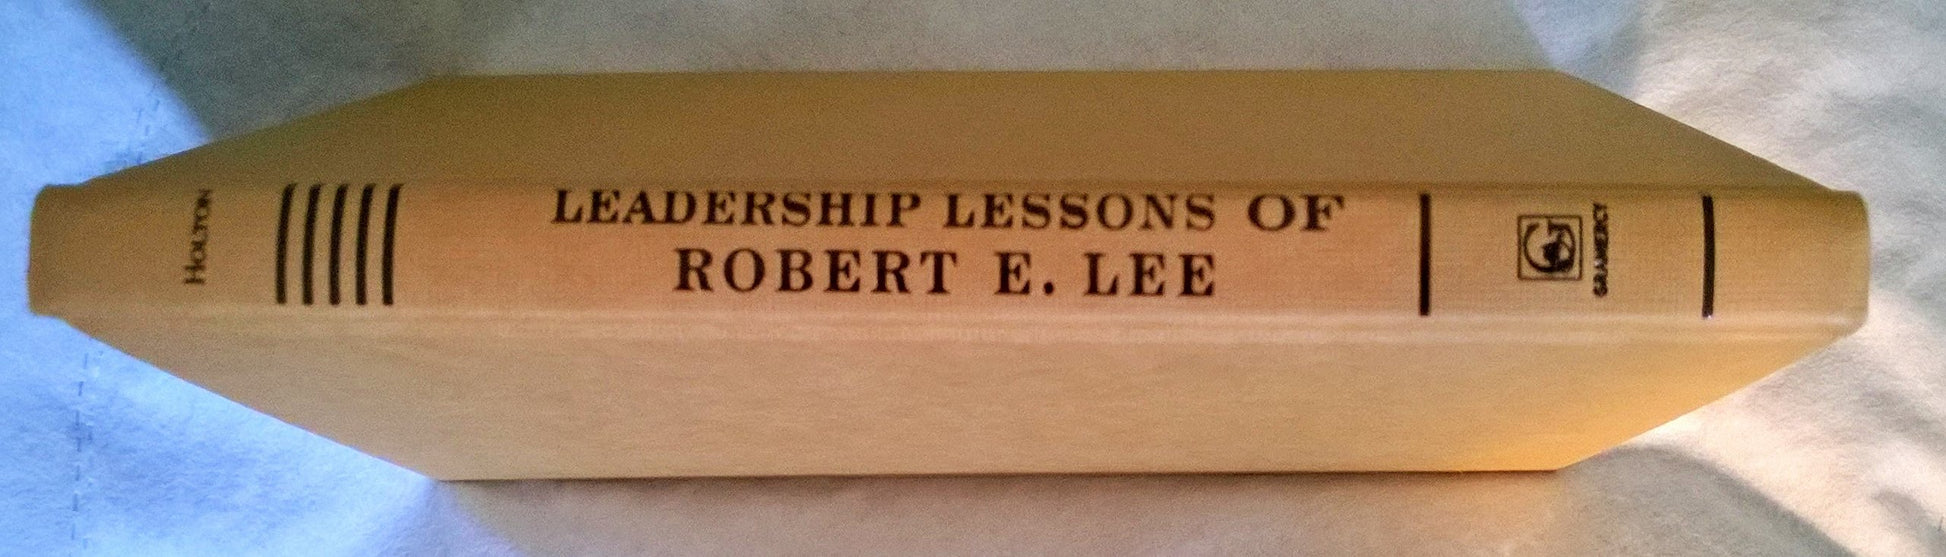 HOLTON
LEADERSHIP LESSONS OF
ROBERT E. LEE
G
GRAMERCY